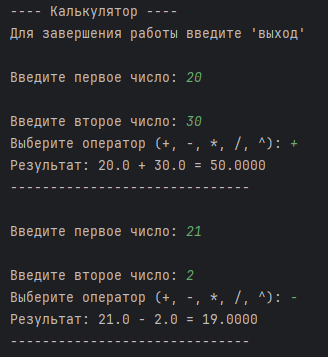 ---- Калькулятор ----
Для завершения работы введите 'выход'
Введите первое число: 20
Введите второе число: 30
Выберите оператор (+, -, *, /, ^): +
Результат: 20.0 + 30.0 = 50.0000
------------------------------
Введите первое число: 21
Введите второе число: 2
Выберите оператор (+, -, *, /, ^): -
Результат: 21.0 - 2.0 = 19.0000
------------------------------